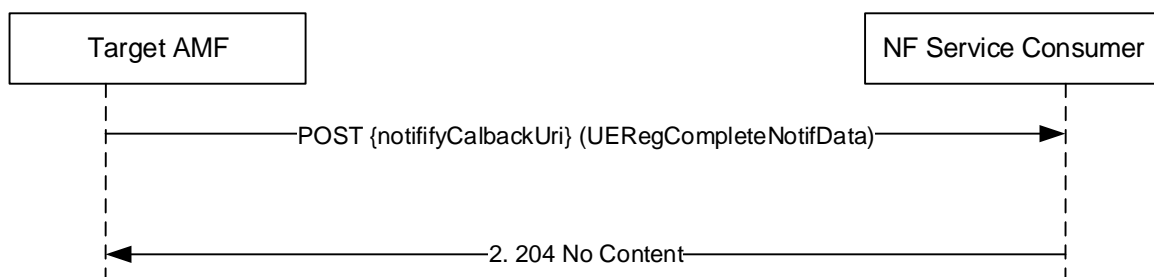 Target AMF
NF Service Consumer
POST {notififyCalbackUri} (UERegCompleteNotifData)
2. 204 No Content